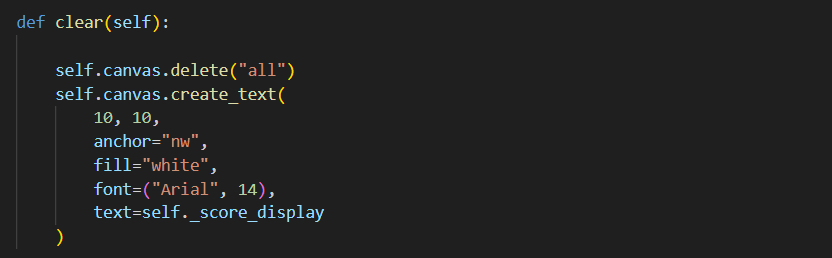 def clear(self):
self.canvas.delete("all")
self.canvas.create_text(
10, 10,
anchor="nw",
fill="white",
font=("Arial", 14),
text=self._score_display
)